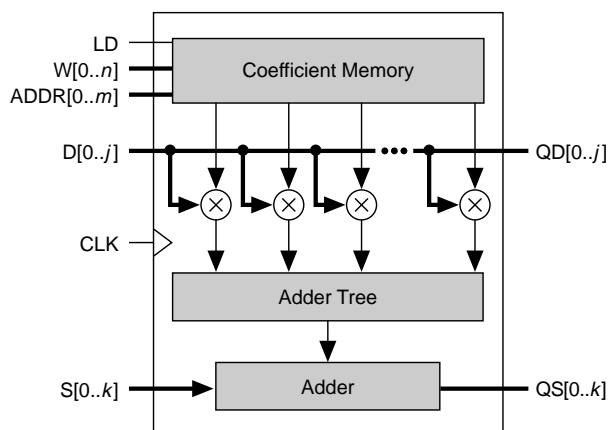 LD
W[0..n]
ADDR[0..m]
Coefficient Memory
D[0..j]
QD[0..j]
CLK
Adder Tree
S[0..k]
Adder
QS[0..k]